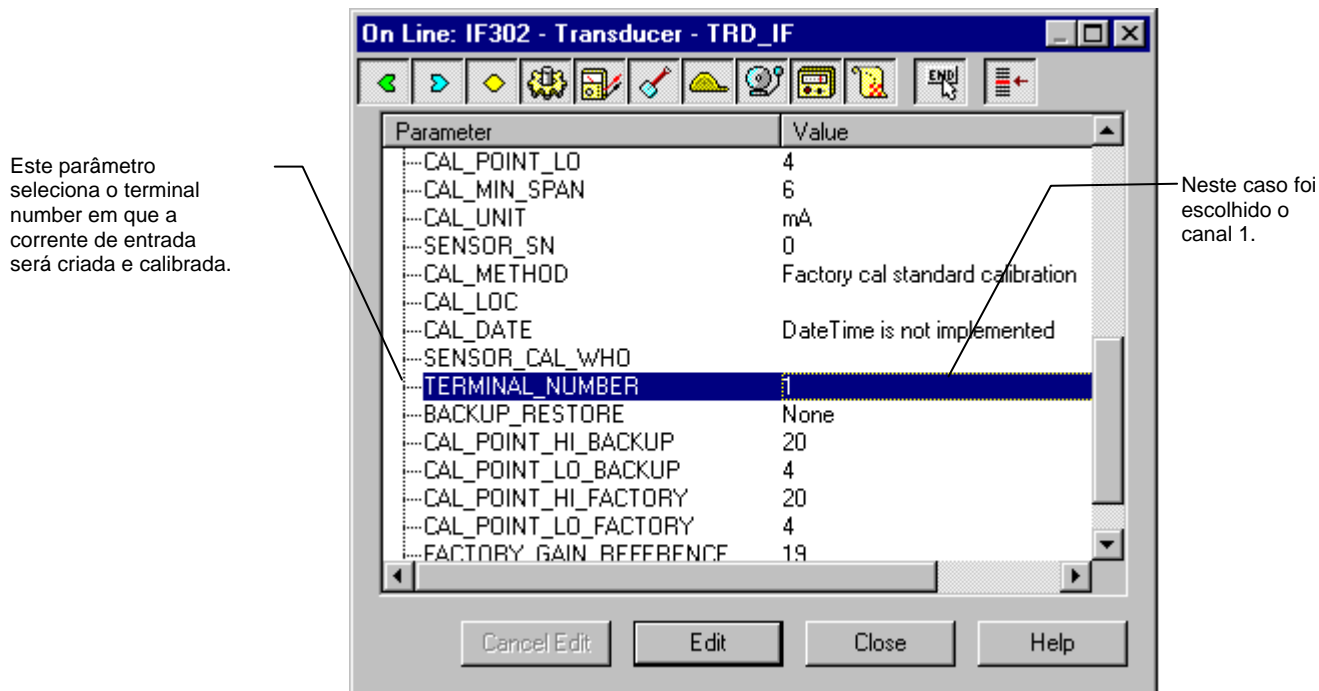 On Line: IF302 - Transducer - TRD_IF
END
Parameter Value
CAL_POINT_LO 4
CAL_MIN_SPAN 6
CAL_UNIT mA
SENSOR_SN 0
CAL_METHOD Factory cal standard calibration
CAL_LOC
CAL_DATE DateTime is not implemented
SENSOR_CAL_WHO
TERMINAL_NUMBER 1
BACKUP_RESTORE None
CAL_POINT_HI_BACKUP 20
CAL_POINT_LO_BACKUP 4
CAL_POINT_HI_FACTORY 20
CAL_POINT_LO_FACTORY 4
FACTORY_GAIN_REFERENCE 19
Cancel Edit Edit Close Help
Este parâmetro
seleciona o terminal
number em que a
corrente de entrada
será criada e calibrada.
Neste caso foi
escolhido o
canal 1.